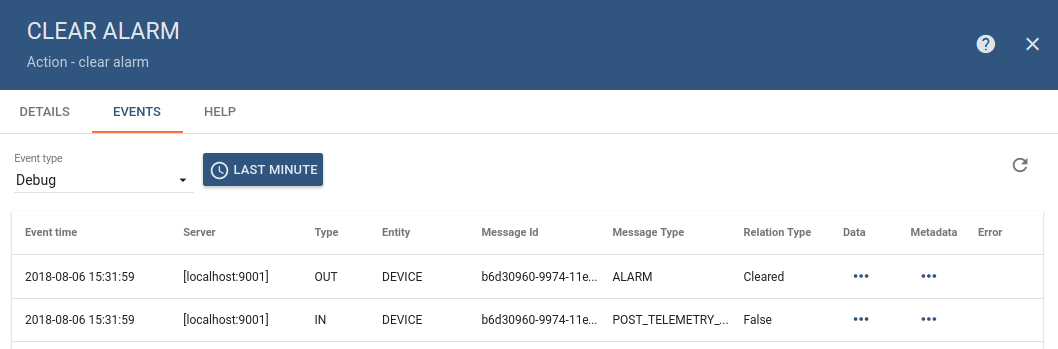 CLEAR ALARM
Action - clear alarm
DETAILS EVENTS HELP
Event type
Debug
LAST MINUTE
Event time Server Type Entity Message Id Message Type Relation Type Data Metadata Error
2018-08-06 15:31:59 [localhost:9001] OUT DEVICE b6d30960-9974-11e... ALARM Cleared
2018-08-06 15:31:59 [localhost:9001] IN DEVICE b6d30960-9974-11e... POST_TELEMETRY_... False